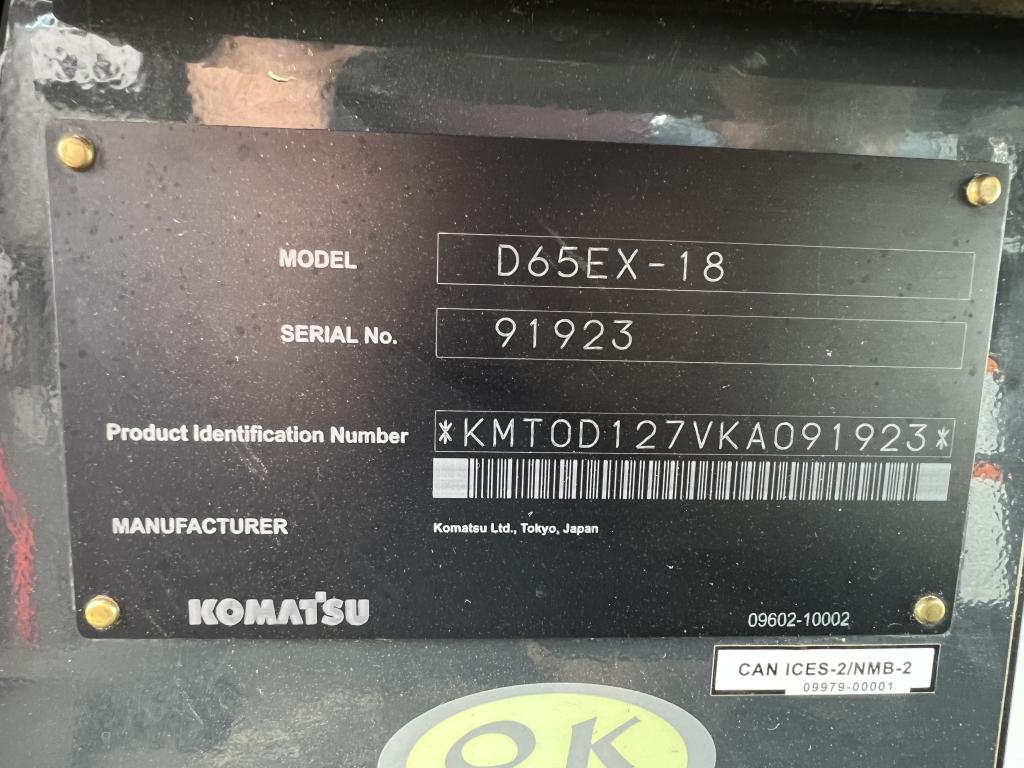 MODEL D65EX-18
SERIAL No. 91923
Product Identification Number *KMT0D127VKA091923*
MANUFACTURER Komatsu Ltd., Tokyo, Japan
KOMATSU 09602-10002
CAN ICES-2/NMB-2
09979-00001
OK